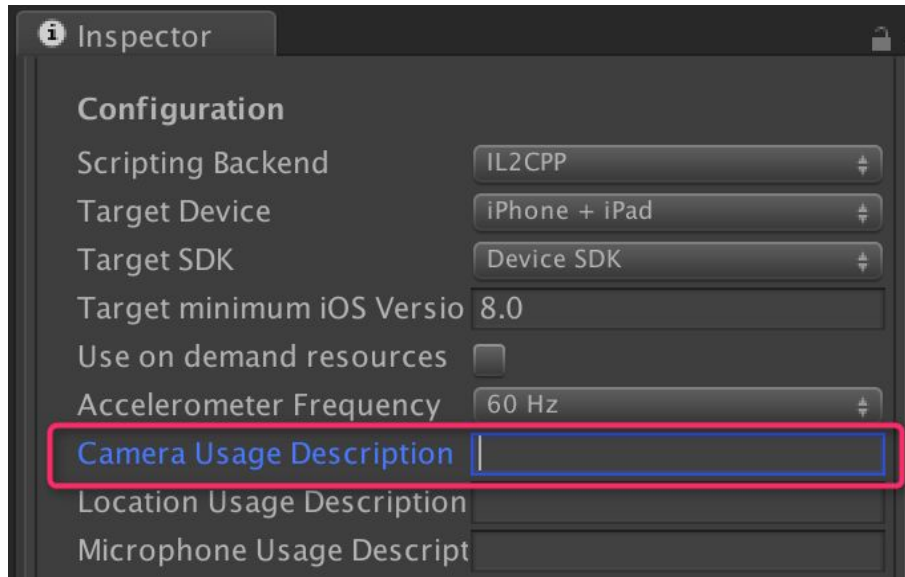 Inspector
Configuration
Scripting Backend IL2CPP
Target Device iPhone + iPad
Target SDK Device SDK
Target minimum iOS Versio 8.0
Use on demand resources
Accelerometer Frequency 60 Hz
Camera Usage Description
Location Usage Description
Microphone Usage Descript